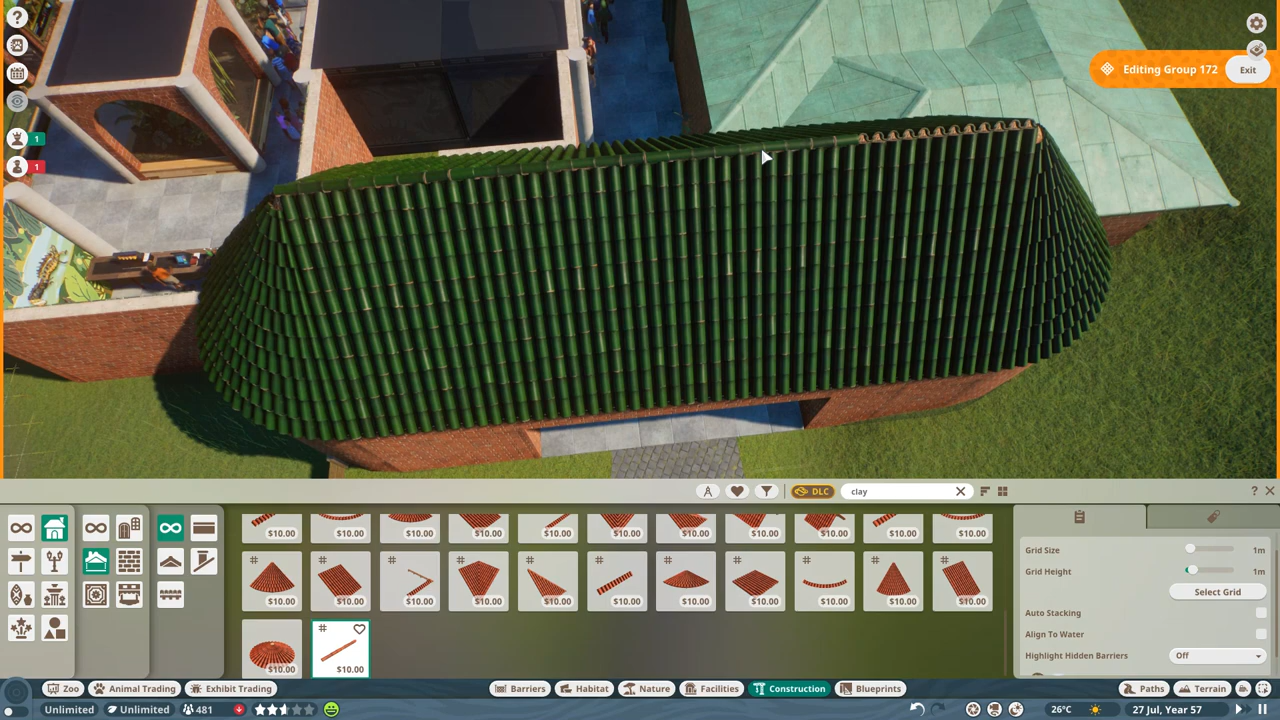 Editing Group 172
Exit
1
1
DLC
clay
$10.00 $10.00 $10.00 $10.00 $10.00 $10.00 $10.00 $10.00 $10.00 $10.00 $10.00
$10.00 $10.00 $10.00 $10.00 $10.00 $10.00 $10.00 $10.00 $10.00 $10.00 $10.00
$10.00 $10.00
Grid Size 1m
Grid Height 1m
Select Grid
Auto Stacking
Align To Water
Highlight Hidden Barriers Off
Zoo Animal Trading Exhibit Trading Barriers Habitat Nature Facilities Construction Blueprints Paths Terrain
Unlimited Unlimited 481 26°C 27 Jul, Year 57